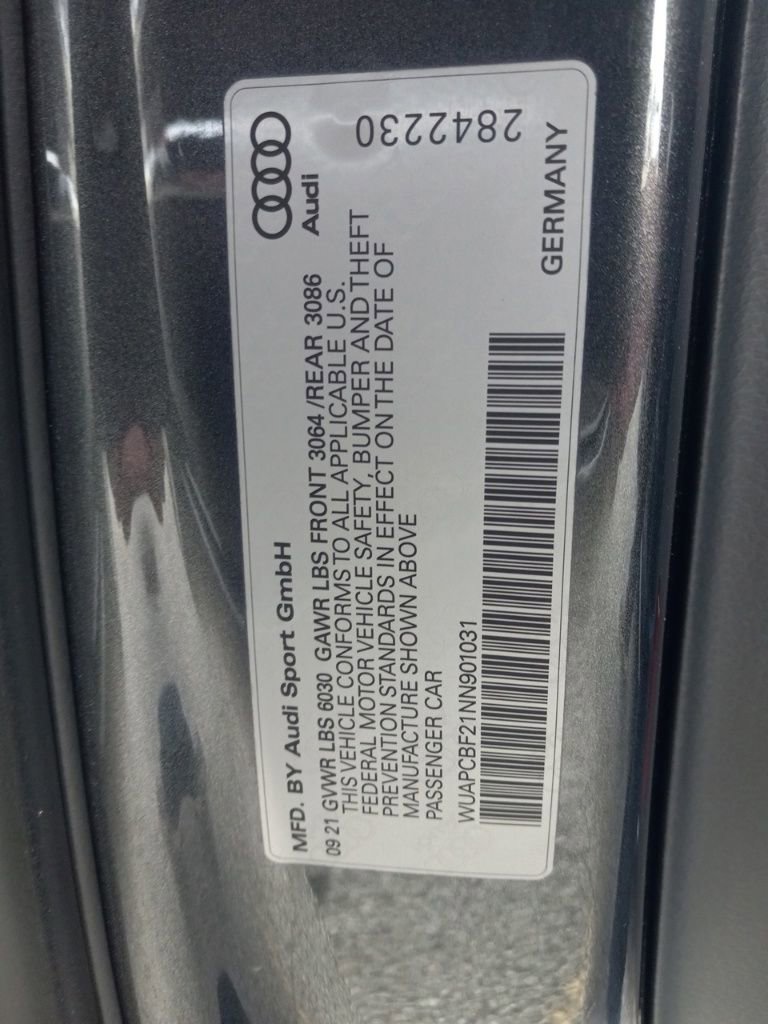 MFD. BY Audi Sport GmbH
09 21 GVWR LBS 6030 GAWR LBS FRONT 3064 /REAR 3086
THIS VEHICLE CONFORMS TO ALL APPLICABLE U.S.
FEDERAL MOTOR VEHICLE SAFETY, BUMPER AND THEFT
PREVENTION STANDARDS IN EFFECT ON THE DATE OF
MANUFACTURE SHOWN ABOVE
PASSENGER CAR
WUAPCBF21NN901031
Audi
2842230
GERMANY